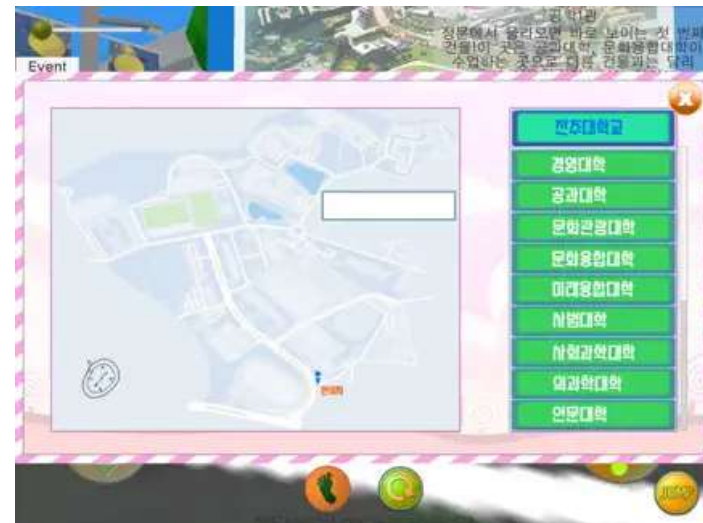 공학1관
정문에서 올라오면 바로 보이는 첫 번째
건물!이 곳은 공과대학, 문화융합대학이
수업하는 곳으로 다른 건물과는 달리
Event
전주대학교
경영대학
공과대학
문화관광대학
문화융합대학
미래융합대학
사범대학
사회과학대학
의과학대학
인문대학
현위치
JUMP